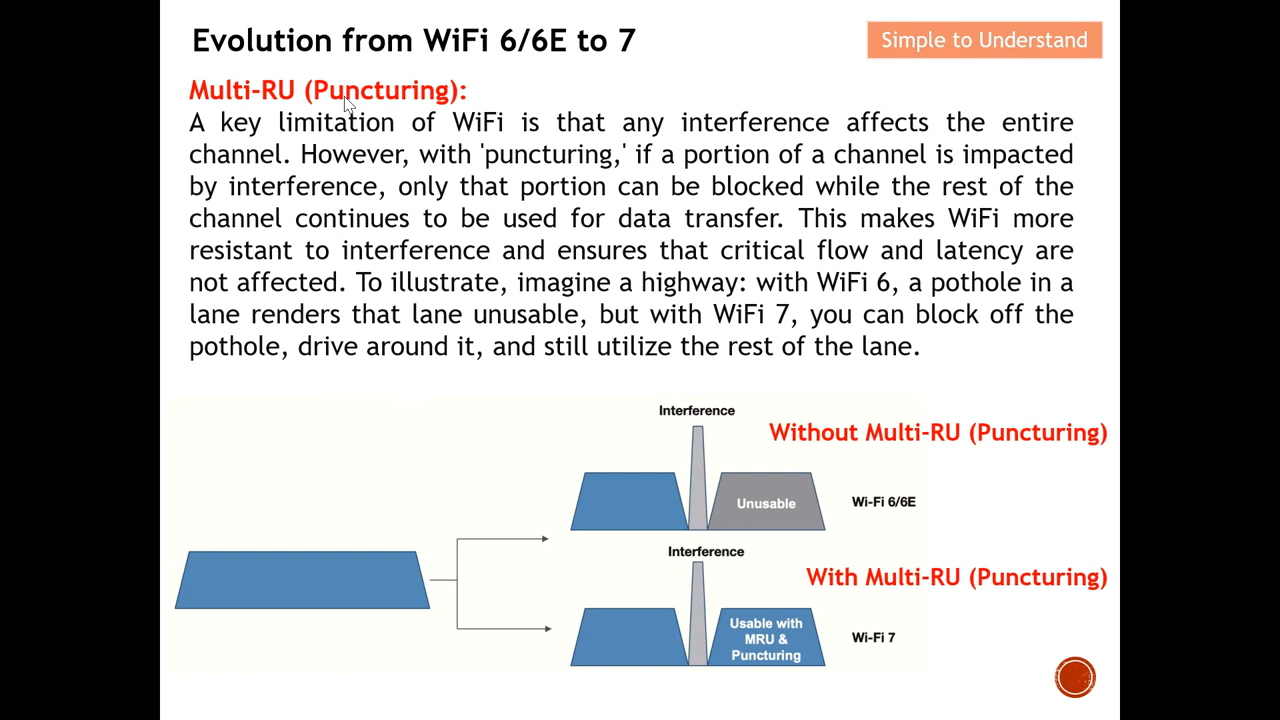 Evolution from WiFi 6/6E to 7
Simple to Understand
Multi-RU (Puncturing):
A key limitation of WiFi is that any interference affects the entire
channel. However, with 'puncturing,' if a portion of a channel is impacted
by interference, only that portion can be blocked while the rest of the
channel continues to be used for data transfer. This makes WiFi more
resistant to interference and ensures that critical flow and latency are
not affected. To illustrate, imagine a highway: with WiFi 6, a pothole in a
lane renders that lane unusable, but with WiFi 7, you can block off the
pothole, drive around it, and still utilize the rest of the lane.
Interference
Without Multi-RU (Puncturing)
Unusable
Wi-Fi 6/6E
Interference
With Multi-RU (Puncturing)
Usable with
MRU &
Puncturing
Wi-Fi 7